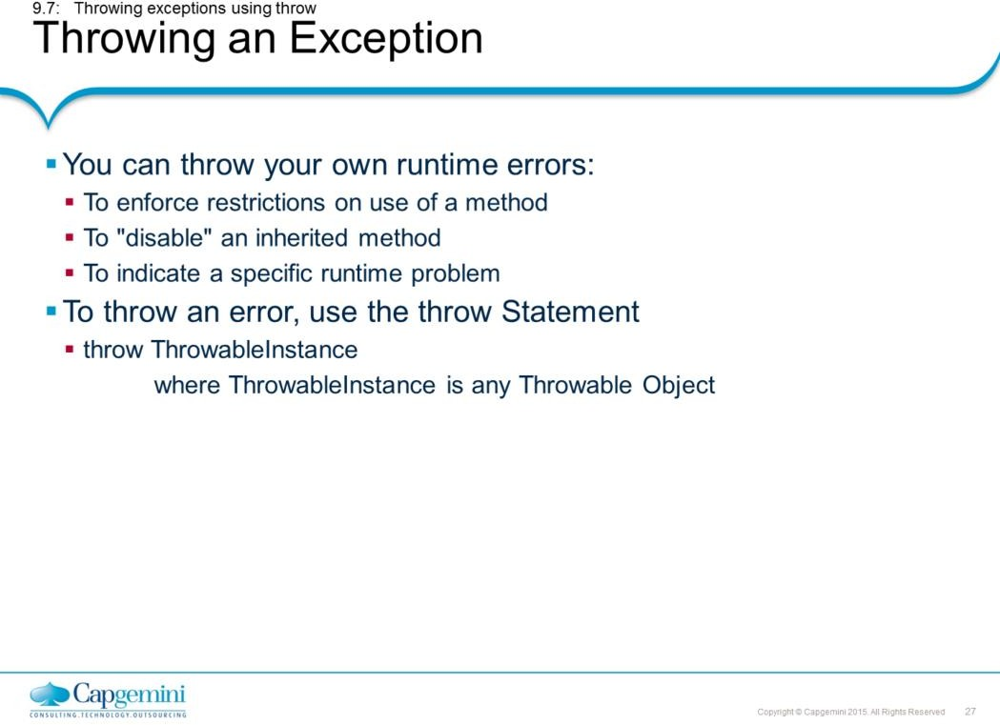 9.7: Throwing exceptions using throw
Throwing an Exception
You can throw your own runtime errors:
To enforce restrictions on use of a method
To "disable" an inherited method
To indicate a specific runtime problem
To throw an error, use the throw Statement
throw ThrowableInstance
where ThrowableInstance is any Throwable Object
Capgemini
CONSULTING.TECHNOLOGY.OUTSOURCING
Copyright © Capgemini 2015. All Rights Reserved 27